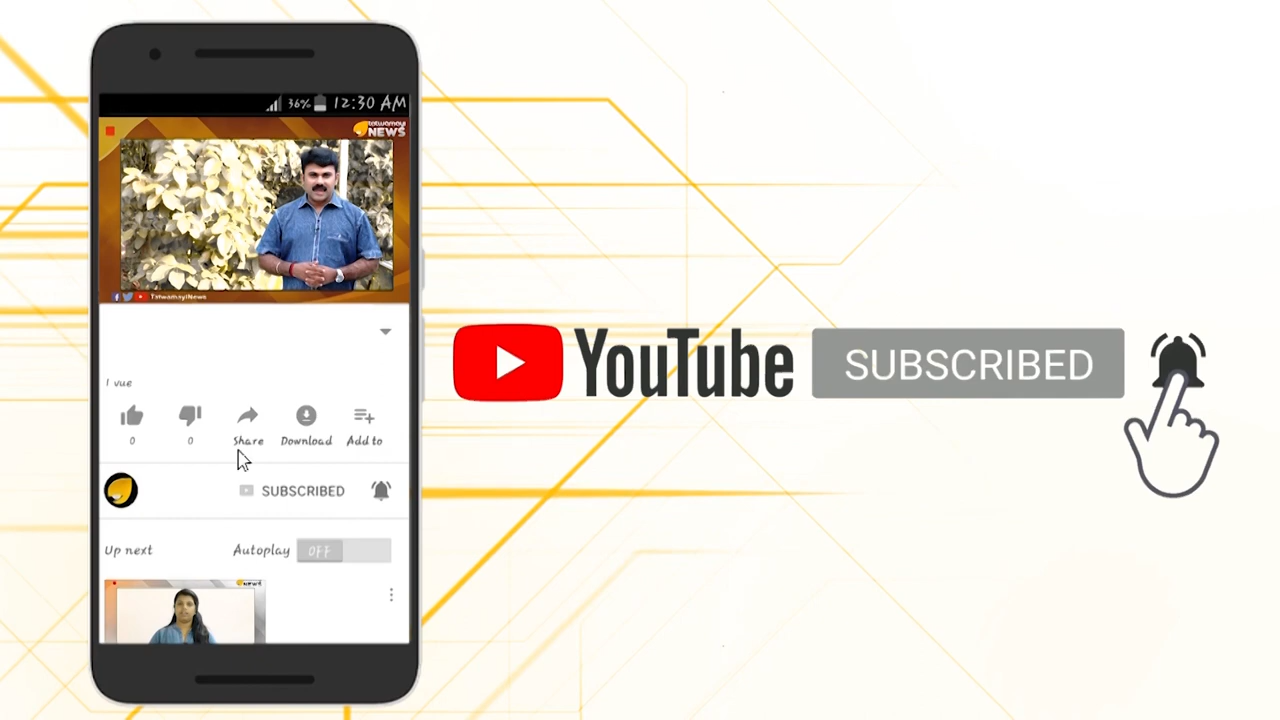 36% 12:30 AM
tatwamayi
NEWS
TatwamayiNews
1 vue
0 0 Share Download Add to
SUBSCRIBED
Up next Autoplay OFF
NEWS
YouTube SUBSCRIBED